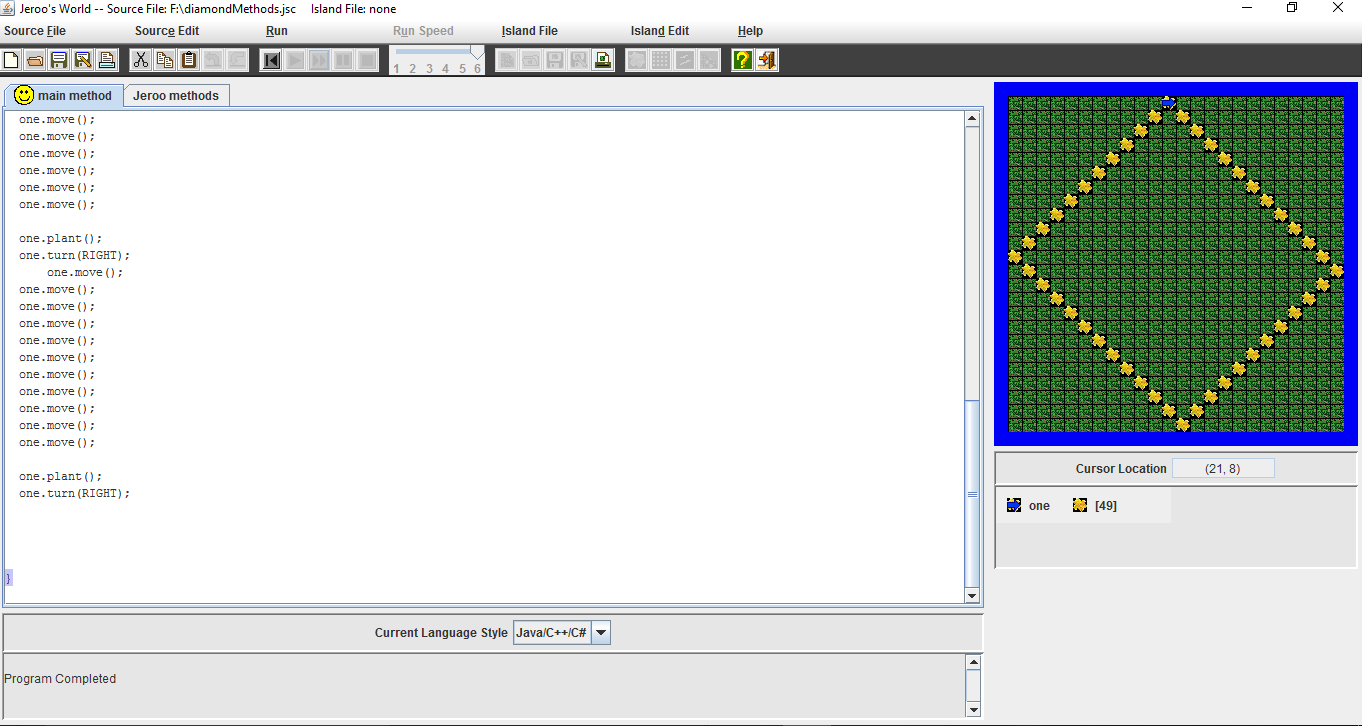 Jeroo's World -- Source File: F:\diamondMethods.jsc     Island File: none
Source File   Source Edit   Run   Run Speed   Island File   Island Edit   Help
1 2 3 4 5 6
main method   Jeroo methods
one.move();
one.move();
one.move();
one.move();
one.move();
one.move();
one.plant();
one.turn(RIGHT);
    one.move();
one.move();
one.move();
one.move();
one.move();
one.move();
one.move();
one.move();
one.move();
one.move();
one.move();
one.plant();
one.turn(RIGHT);
}
Cursor Location   (21, 8)
one   [49]
Current Language Style   Java/C++/C#
Program Completed